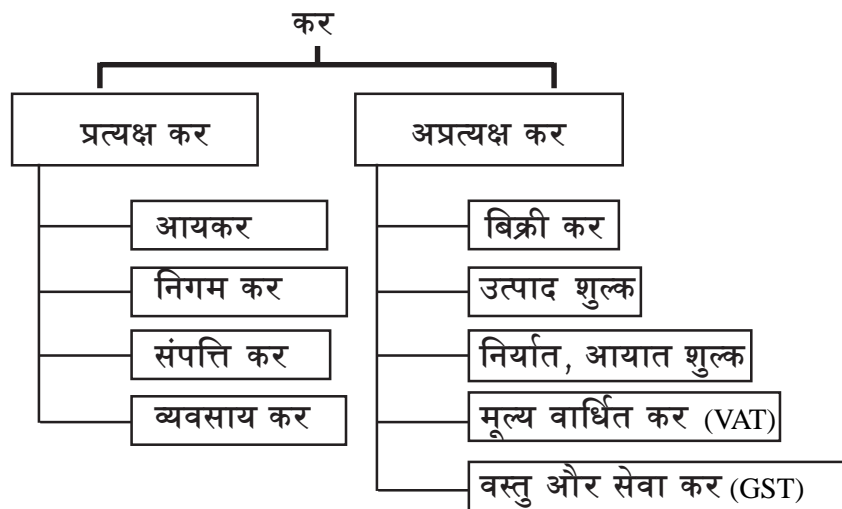 कर
प्रत्यक्ष कर
अप्रत्यक्ष कर
आयकर
निगम कर
संपत्ति कर
व्यवसाय कर
बिक्री कर
उत्पाद शुल्क
निर्यात, आयात शुल्क
मूल्य वार्धित कर (VAT)
वस्तु और सेवा कर (GST)